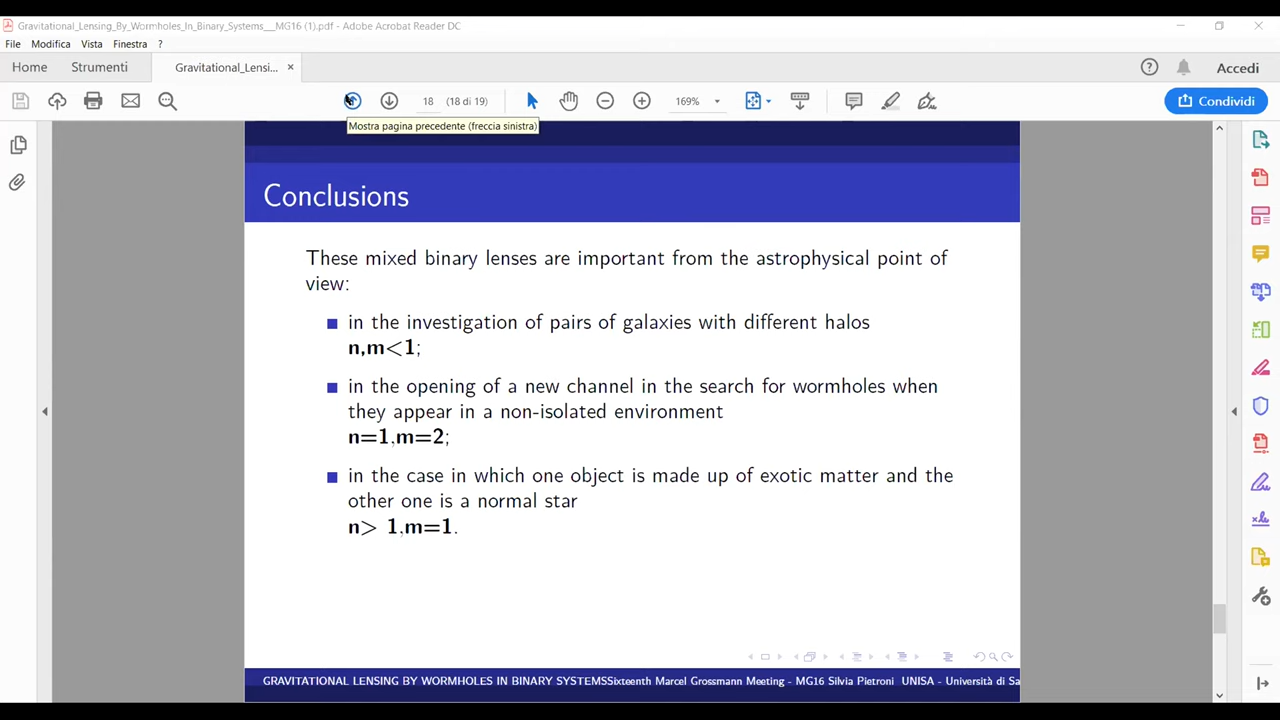 Gravitational_Lensing_By_Wormholes_In_Binary_Systems___MG16 (1).pdf - Adobe Acrobat Reader DC
File Modifica Vista Finestra ?
Home Strumenti Gravitational_Lensi... × Accedi
18 (18 di 19) 169% Condividi
Mostra pagina precedente (freccia sinistra)
Conclusions
These mixed binary lenses are important from the astrophysical point of
view:
in the investigation of pairs of galaxies with different halos
n,m<1;
in the opening of a new channel in the search for wormholes when
they appear in a non-isolated environment
n=1,m=2;
in the case in which one object is made up of exotic matter and the
other one is a normal star
n> 1,m=1.
GRAVITATIONAL LENSING BY WORMHOLES IN BINARY SYSTEMSSixteenth Marcel Grossmann Meeting - MG16 Silvia Pietroni UNISA - Università di Sa